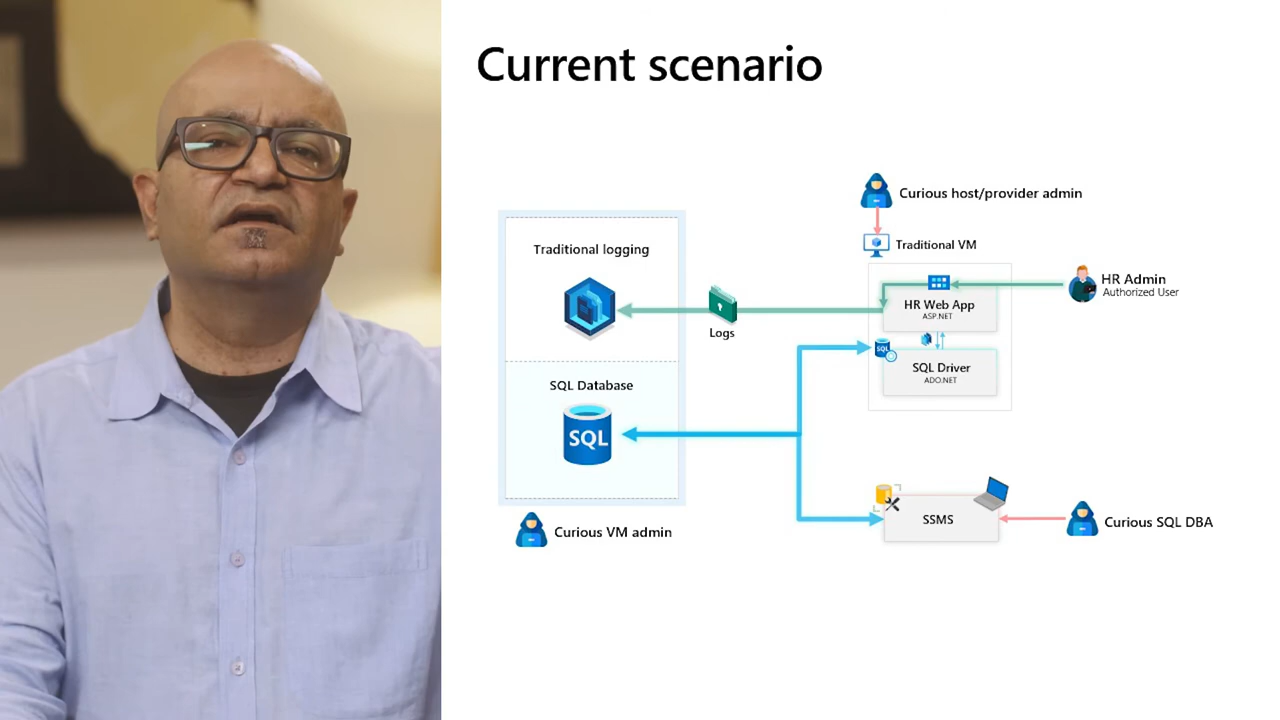 Current scenario
Curious host/provider admin
Traditional VM
Traditional logging
HR Admin
Authorized User
HR Web App
ASP.NET
Logs
SQL
SQL Driver
ADO.NET
SQL Database
SQL
SSMS
Curious SQL DBA
Curious VM admin